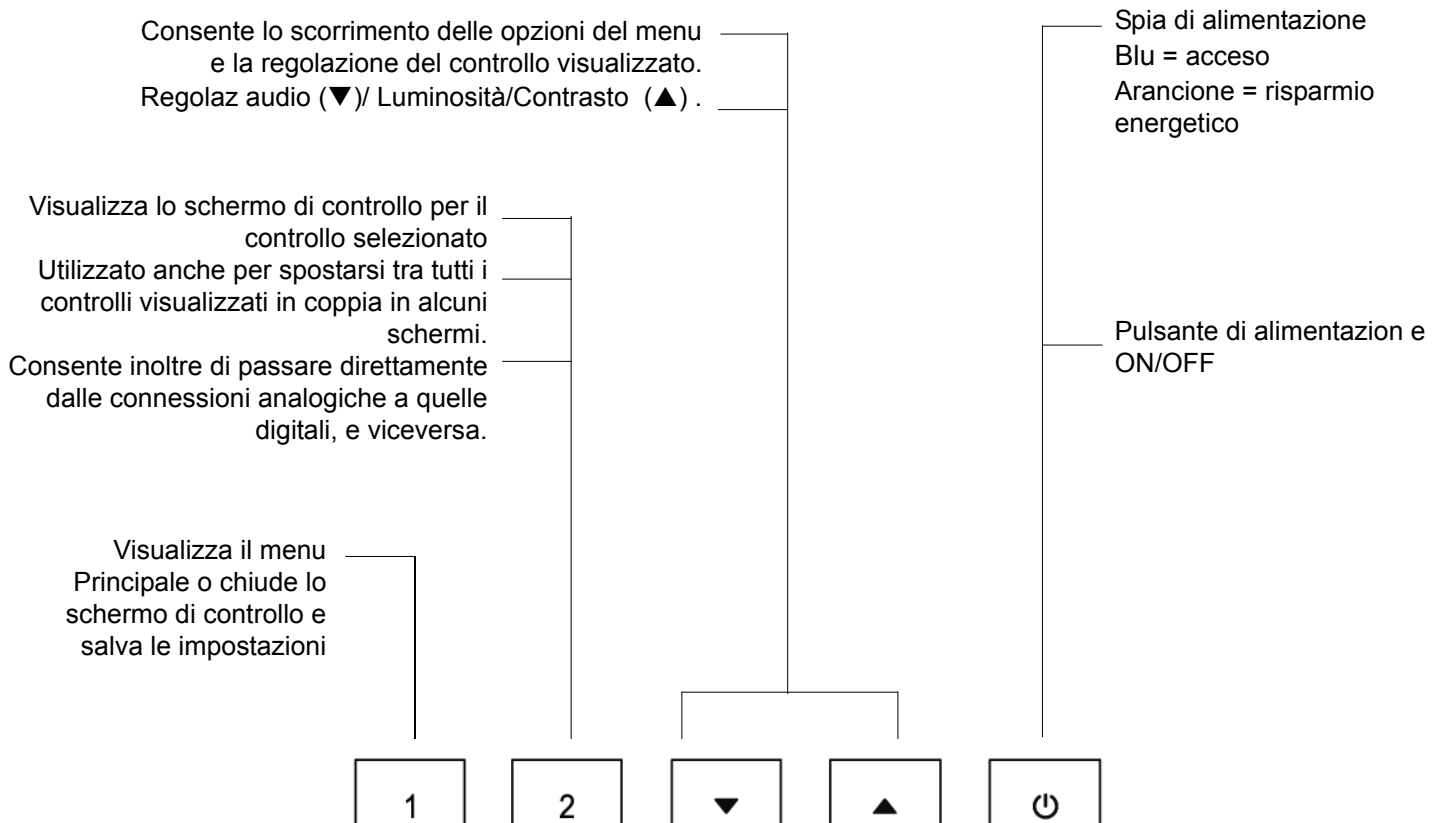 Consente lo scorrimento delle opzioni del menu
e la regolazione del controllo visualizzato.
Regolaz audio (▼)/ Luminosità/Contrasto (▲) .
Spia di alimentazione
Blu = acceso
Arancione = risparmio
energetico
Visualizza lo schermo di controllo per il
controllo selezionato
Utilizzato anche per spostarsi tra tutti i
controlli visualizzati in coppia in alcuni
schermi.
Consente inoltre di passare direttamente
dalle connessioni analogiche a quelle
digitali, e viceversa.
Pulsante di alimentazion e
ON/OFF
Visualizza il menu
Principale o chiude lo
schermo di controllo e
salva le impostazioni
1 2 ▼ ▲ ⏻